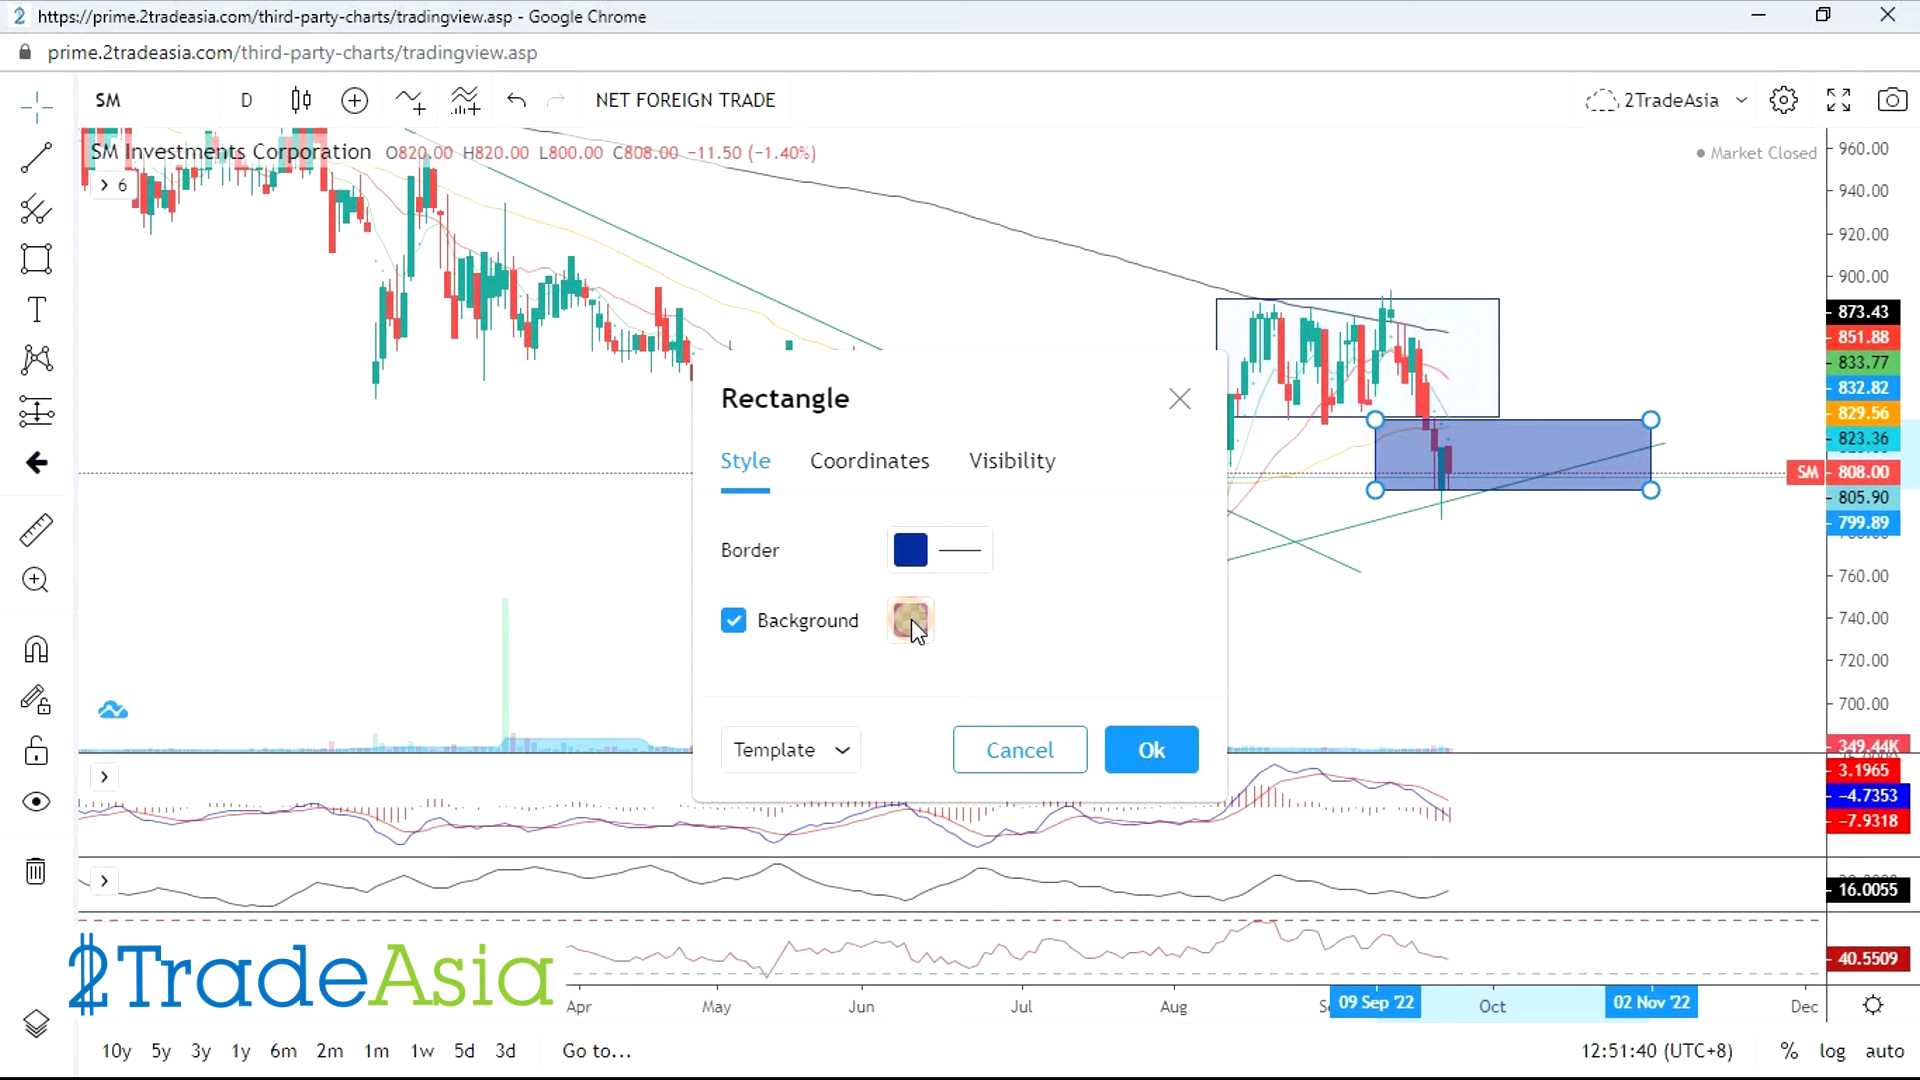 https://prime.2tradeasia.com/third-party-charts/tradingview.asp - Google Chrome
prime.2tradeasia.com/third-party-charts/tradingview.asp
SM D NET FOREIGN TRADE 2TradeAsia
SM Investments Corporation O820.00 H820.00 L800.00 C808.00 −11.50 (−1.40%)
Market Closed
6
960.00
940.00
920.00
900.00
873.43
851.88
833.77
832.82
829.56
823.36
SM 808.00
805.90
799.89
760.00
740.00
720.00
700.00
349.44K
3.1965
−4.7353
−7.9318
16.0055
40.5509
Rectangle
Style Coordinates Visibility
Border
Background
Template Cancel Ok
2TradeAsia
Apr May Jun Jul Aug 09 Sep '22 Oct 02 Nov '22 Dec
10y 5y 3y 1y 6m 2m 1m 1w 5d 3d Go to... 12:51:40 (UTC+8) % log auto